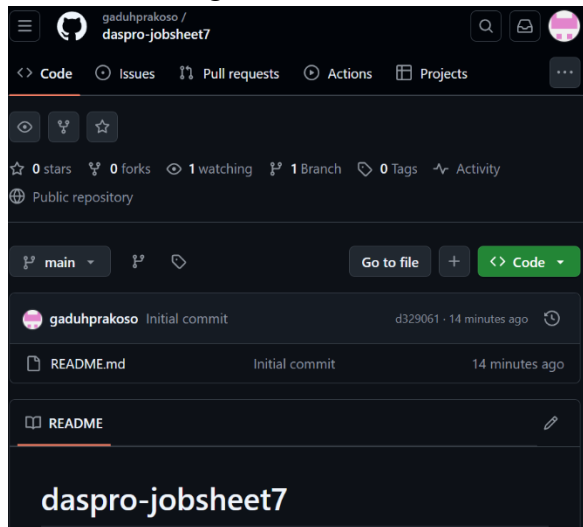 gaduhprakoso /
daspro-jobsheet7
Code Issues Pull requests Actions Projects
0 stars 0 forks 1 watching 1 Branch 0 Tags Activity
Public repository
main Go to file Code
gaduhprakoso Initial commit d329061 · 14 minutes ago
README.md Initial commit 14 minutes ago
README
daspro-jobsheet7